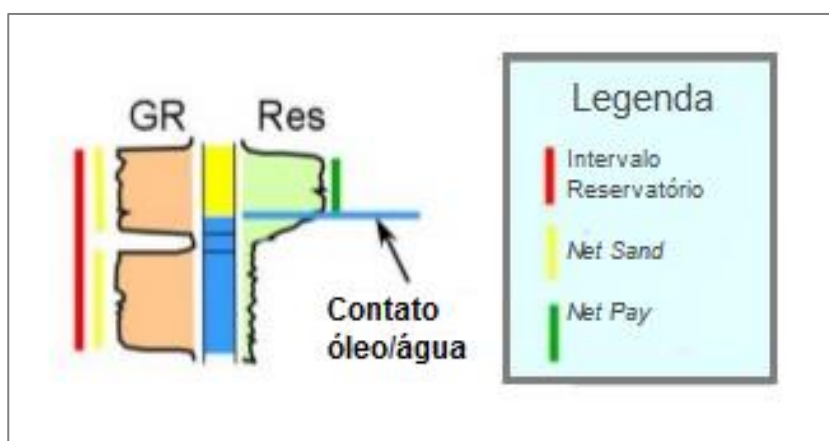 GR Res
Contato
óleo/água
Legenda
Intervalo
Reservatório
Net Sand
Net Pay